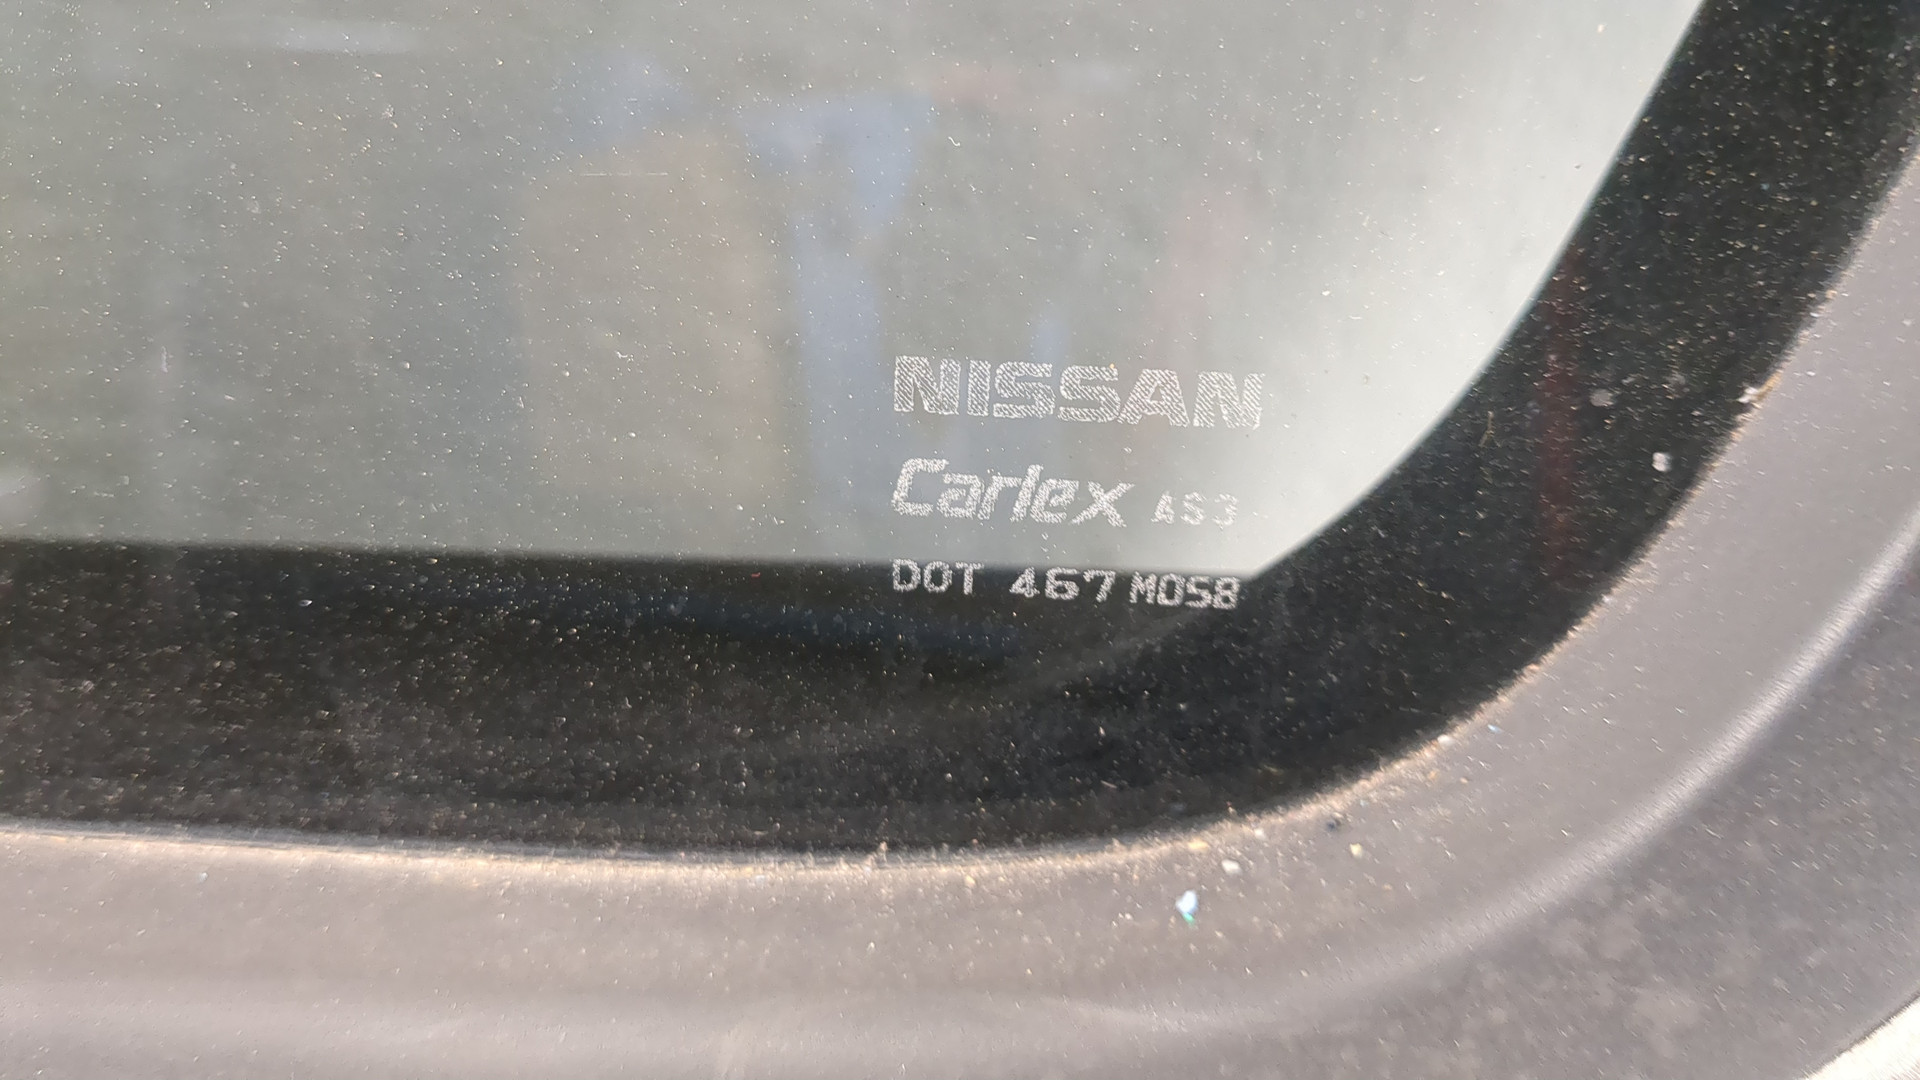 NISSAN
Carlex AS3
DOT 467 M058